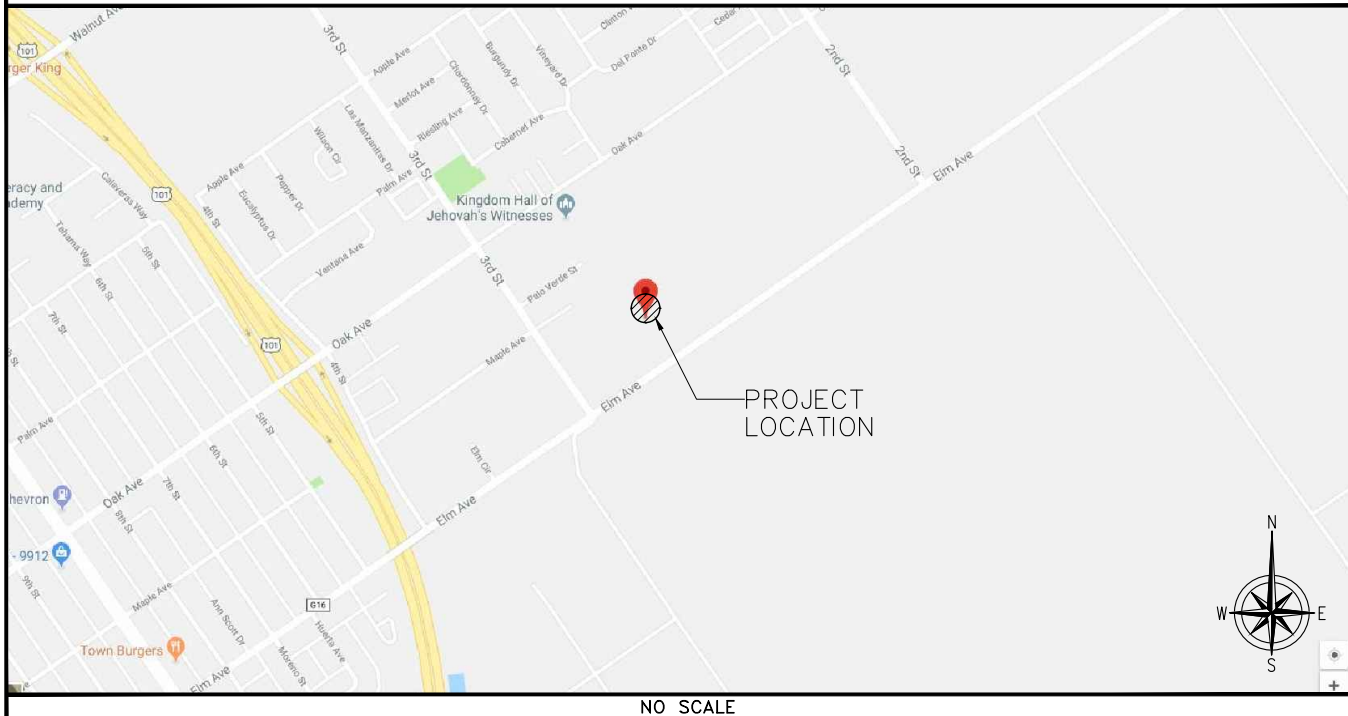 Walnut Ave
101
rger King
3rd St
Apple Ave
Merlot Ave
Riesling Ave
Chardonnay Dr
Burgundy Dr
Vineyard Dr
Clinton
Del Ponte Dr
Cedar
2nd St
Cabernet Ave
Oak Ave
Las Manzanitas Dr
Wilson Cir
3rd St
Palm Ave
Apple Ave
Pepper Dr
Eucalyptus Dr
4th St
101
Calaveras Way
eracy and
ademy
Tehama Way
5th St
6th St
7th St
Ventana Ave
Kingdom Hall of
Jehovah's Witnesses
2nd St
Elm Ave
3rd St
Palo Verde St
Maple Ave
Oak Ave
101
4th St
Elm Ave
PROJECT
LOCATION
Palm Ave
5th St
6th St
7th St
8th St
9th St
Elm Cir
Elm Ave
Oak Ave
hevron
- 9912
Maple Ave
Ann Scott Dr
G16
Huerta Ave
Moreno St
Town Burgers
Elm Ave
N
W
E
S
+
NO SCALE